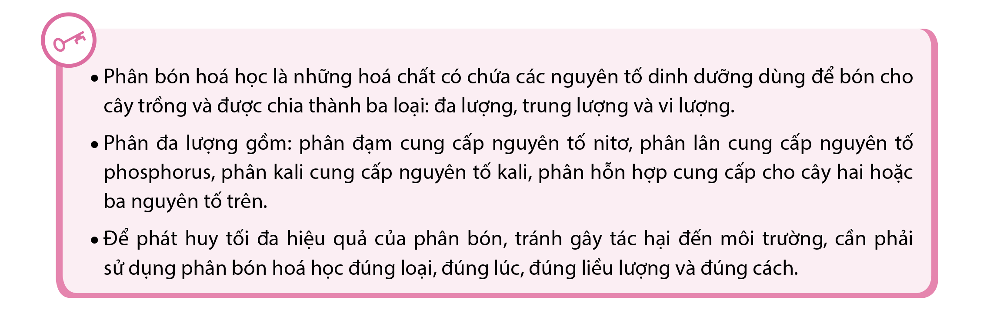 • Phân bón hoá học là những hoá chất có chứa các nguyên tố dinh dưỡng dùng để bón cho
cây trồng và được chia thành ba loại: đa lượng, trung lượng và vi lượng.
• Phân đa lượng gồm: phân đạm cung cấp nguyên tố nitơ, phân lân cung cấp nguyên tố
phosphorus, phân kali cung cấp nguyên tố kali, phân hỗn hợp cung cấp cho cây hai hoặc
ba nguyên tố trên.
• Để phát huy tối đa hiệu quả của phân bón, tránh gây tác hại đến môi trường, cần phải
sử dụng phân bón hoá học đúng loại, đúng lúc, đúng liều lượng và đúng cách.